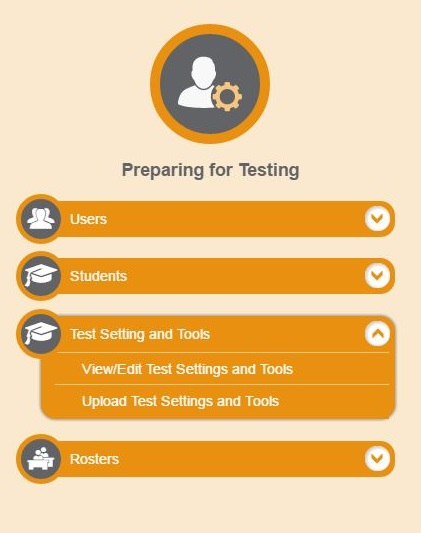 Preparing for Testing
Users
Students
Test Setting and Tools
View/Edit Test Settings and Tools
Upload Test Settings and Tools
Rosters